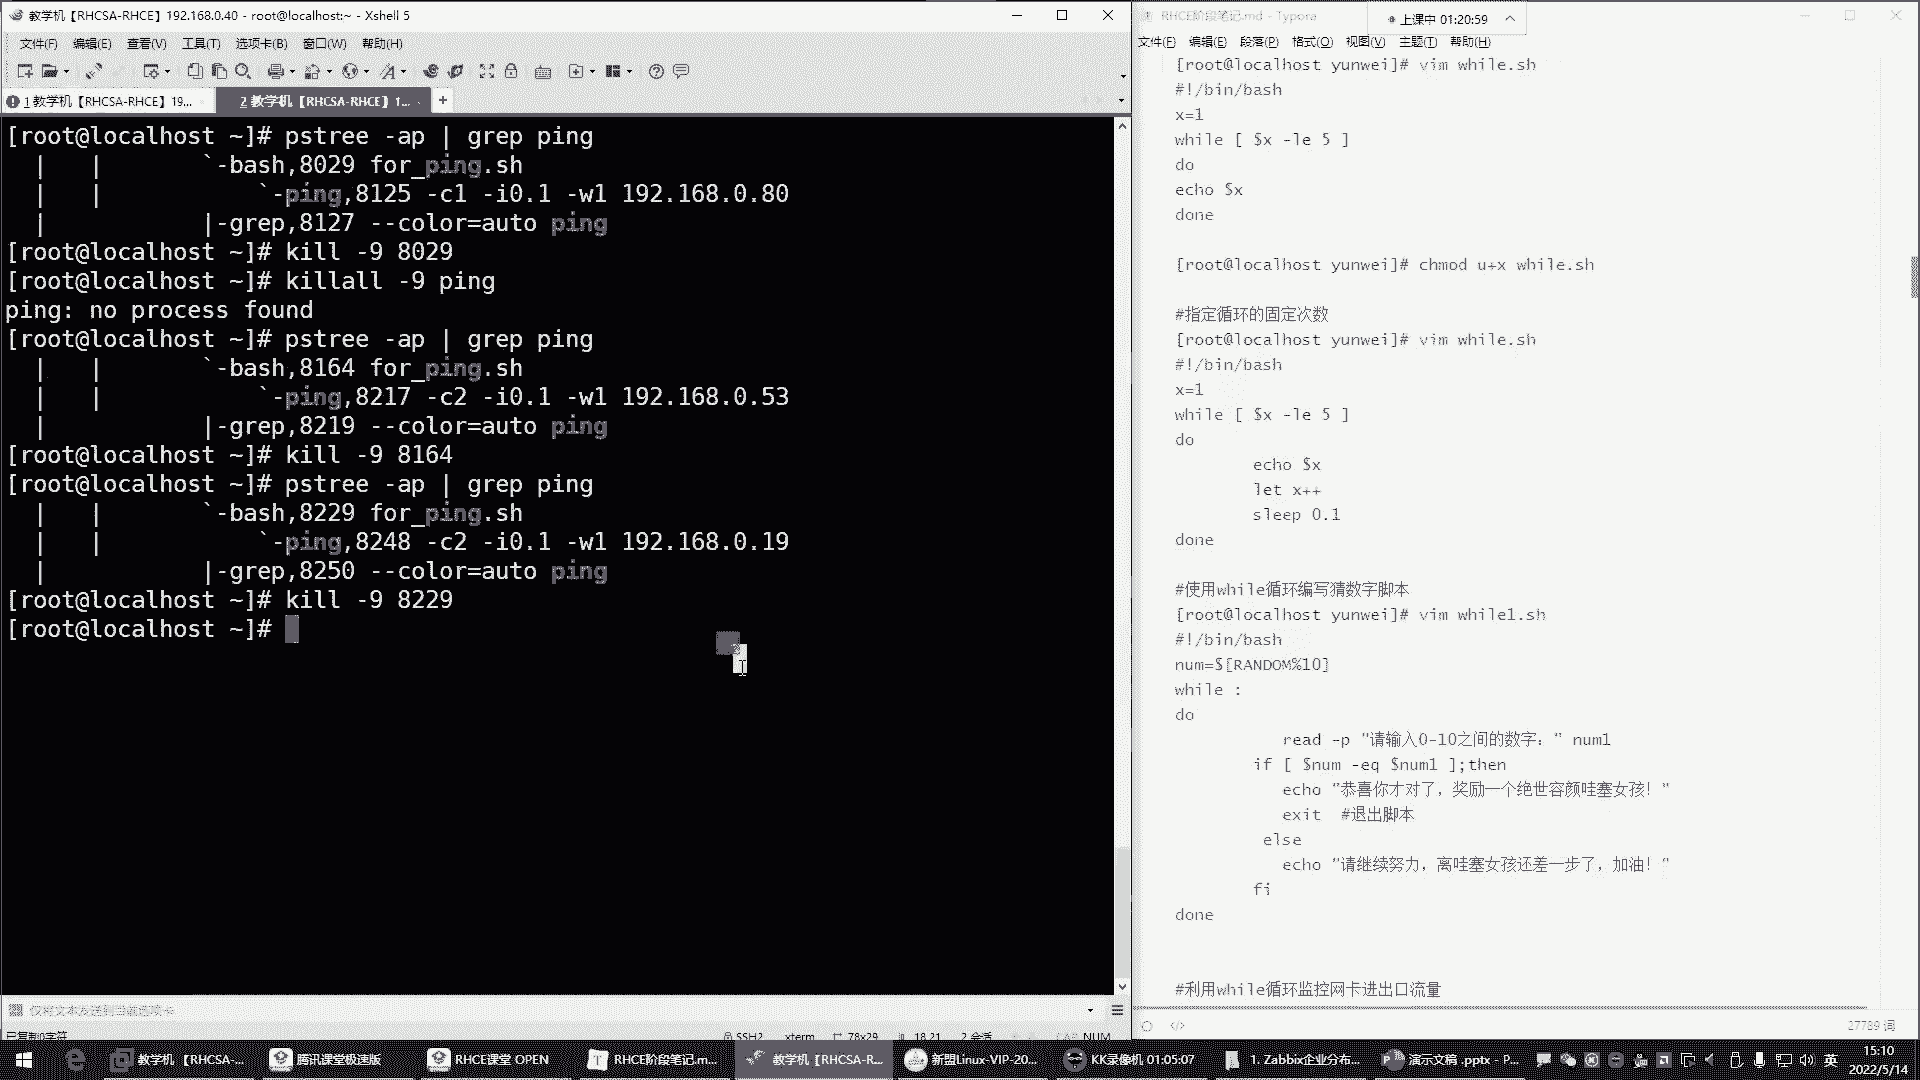 教学机【RHCSA-RHCE】192.168.0.40 - root@localhost:~ - Xshell 5
文件(F) 编辑(E) 查看(V) 工具(T) 选项卡(B) 窗口(W) 帮助(H)
1 教学机【RHCSA-RHCE】19...
2 教学机【RHCSA-RHCE】1...
[root@localhost ~]# pstree -ap | grep ping
  |   |       `-bash,8029 for_ping.sh
  |   |           `-ping,8125 -c1 -i0.1 -w1 192.168.0.80
  |           |-grep,8127 --color=auto ping
[root@localhost ~]# kill -9 8029
[root@localhost ~]# killall -9 ping
ping: no process found
[root@localhost ~]# pstree -ap | grep ping
  |   |       `-bash,8164 for_ping.sh
  |   |           `-ping,8217 -c2 -i0.1 -w1 192.168.0.53
  |           |-grep,8219 --color=auto ping
[root@localhost ~]# kill -9 8164
[root@localhost ~]# pstree -ap | grep ping
  |   |       `-bash,8229 for_ping.sh
  |   |           `-ping,8248 -c2 -i0.1 -w1 192.168.0.19
  |           |-grep,8250 --color=auto ping
[root@localhost ~]# kill -9 8229
[root@localhost ~]#
仅将文本发送到当前选项卡
已复制0字符
SSH2 xterm 78x29 18,21 2 会话 CAP NUM
RHCE阶段笔记.md - Typora
上课中 01:20:59
文件(F) 编辑(E) 段落(P) 格式(O) 视图(V) 主题(T) 帮助(H)
[root@localhost yunwei]# vim while.sh
#!/bin/bash
x=1
while [ $x -le 5 ]
do
echo $x
done
[root@localhost yunwei]# chmod u+x while.sh
#指定循环的固定次数
[root@localhost yunwei]# vim while.sh
#!/bin/bash
x=1
while [ $x -le 5 ]
do
echo $x
let x++
sleep 0.1
done
#使用while循环编写猜数字脚本
[root@localhost yunwei]# vim while1.sh
#!/bin/bash
num=$[RANDOM%10]
while :
do
read -p "请输入0-10之间的数字：" num1
if [ $num -eq $num1 ];then
echo "恭喜你才对了，奖励一个绝世容颜哇塞女孩！"
exit #退出脚本
else
echo "请继续努力，离哇塞女孩还差一步了，加油！"
fi
done
#利用while循环监控网卡进出口流量
27789 词
教学机【RHCSA-... 腾讯课堂极速版 RHCE课堂 OPEN RHCE阶段笔记.m... 教学机【RHCSA-R... 新盟Linux-VIP-20... KK录像机 01:05:07 1. Zabbix企业分布... 演示文稿 .pptx - P... 英
15:10
2022/5/14